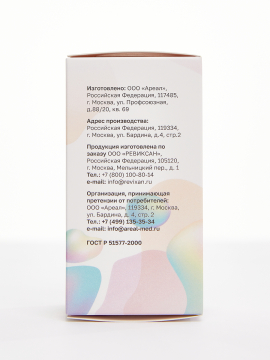 Изготовлено: ООО «Ареал»,
Российская Федерация, 117485,
г. Москва, ул. Профсоюзная,
д.88/20, кв. 69
Адрес производства:
Российская Федерация, 119334,
г. Москва, ул. Бардина, д.4, стр.2
Продукция изготовлена по
заказу ООО «РЕВИКСАН»,
Российская Федерация, 105120,
г. Москва, Мельницкий пер., д. 1
Тел.: +7 (800) 100-80-14
e-mail: info@revixan.ru
Организация, принимающая
претензии от потребителей:
ООО «Ареал», 119334, г. Москва,
ул. Бардина, д. 4, стр. 2
Тел.: +7 (499) 135-35-34
e-mail: info@areal-med.ru
ГОСТ Р 51577-2000